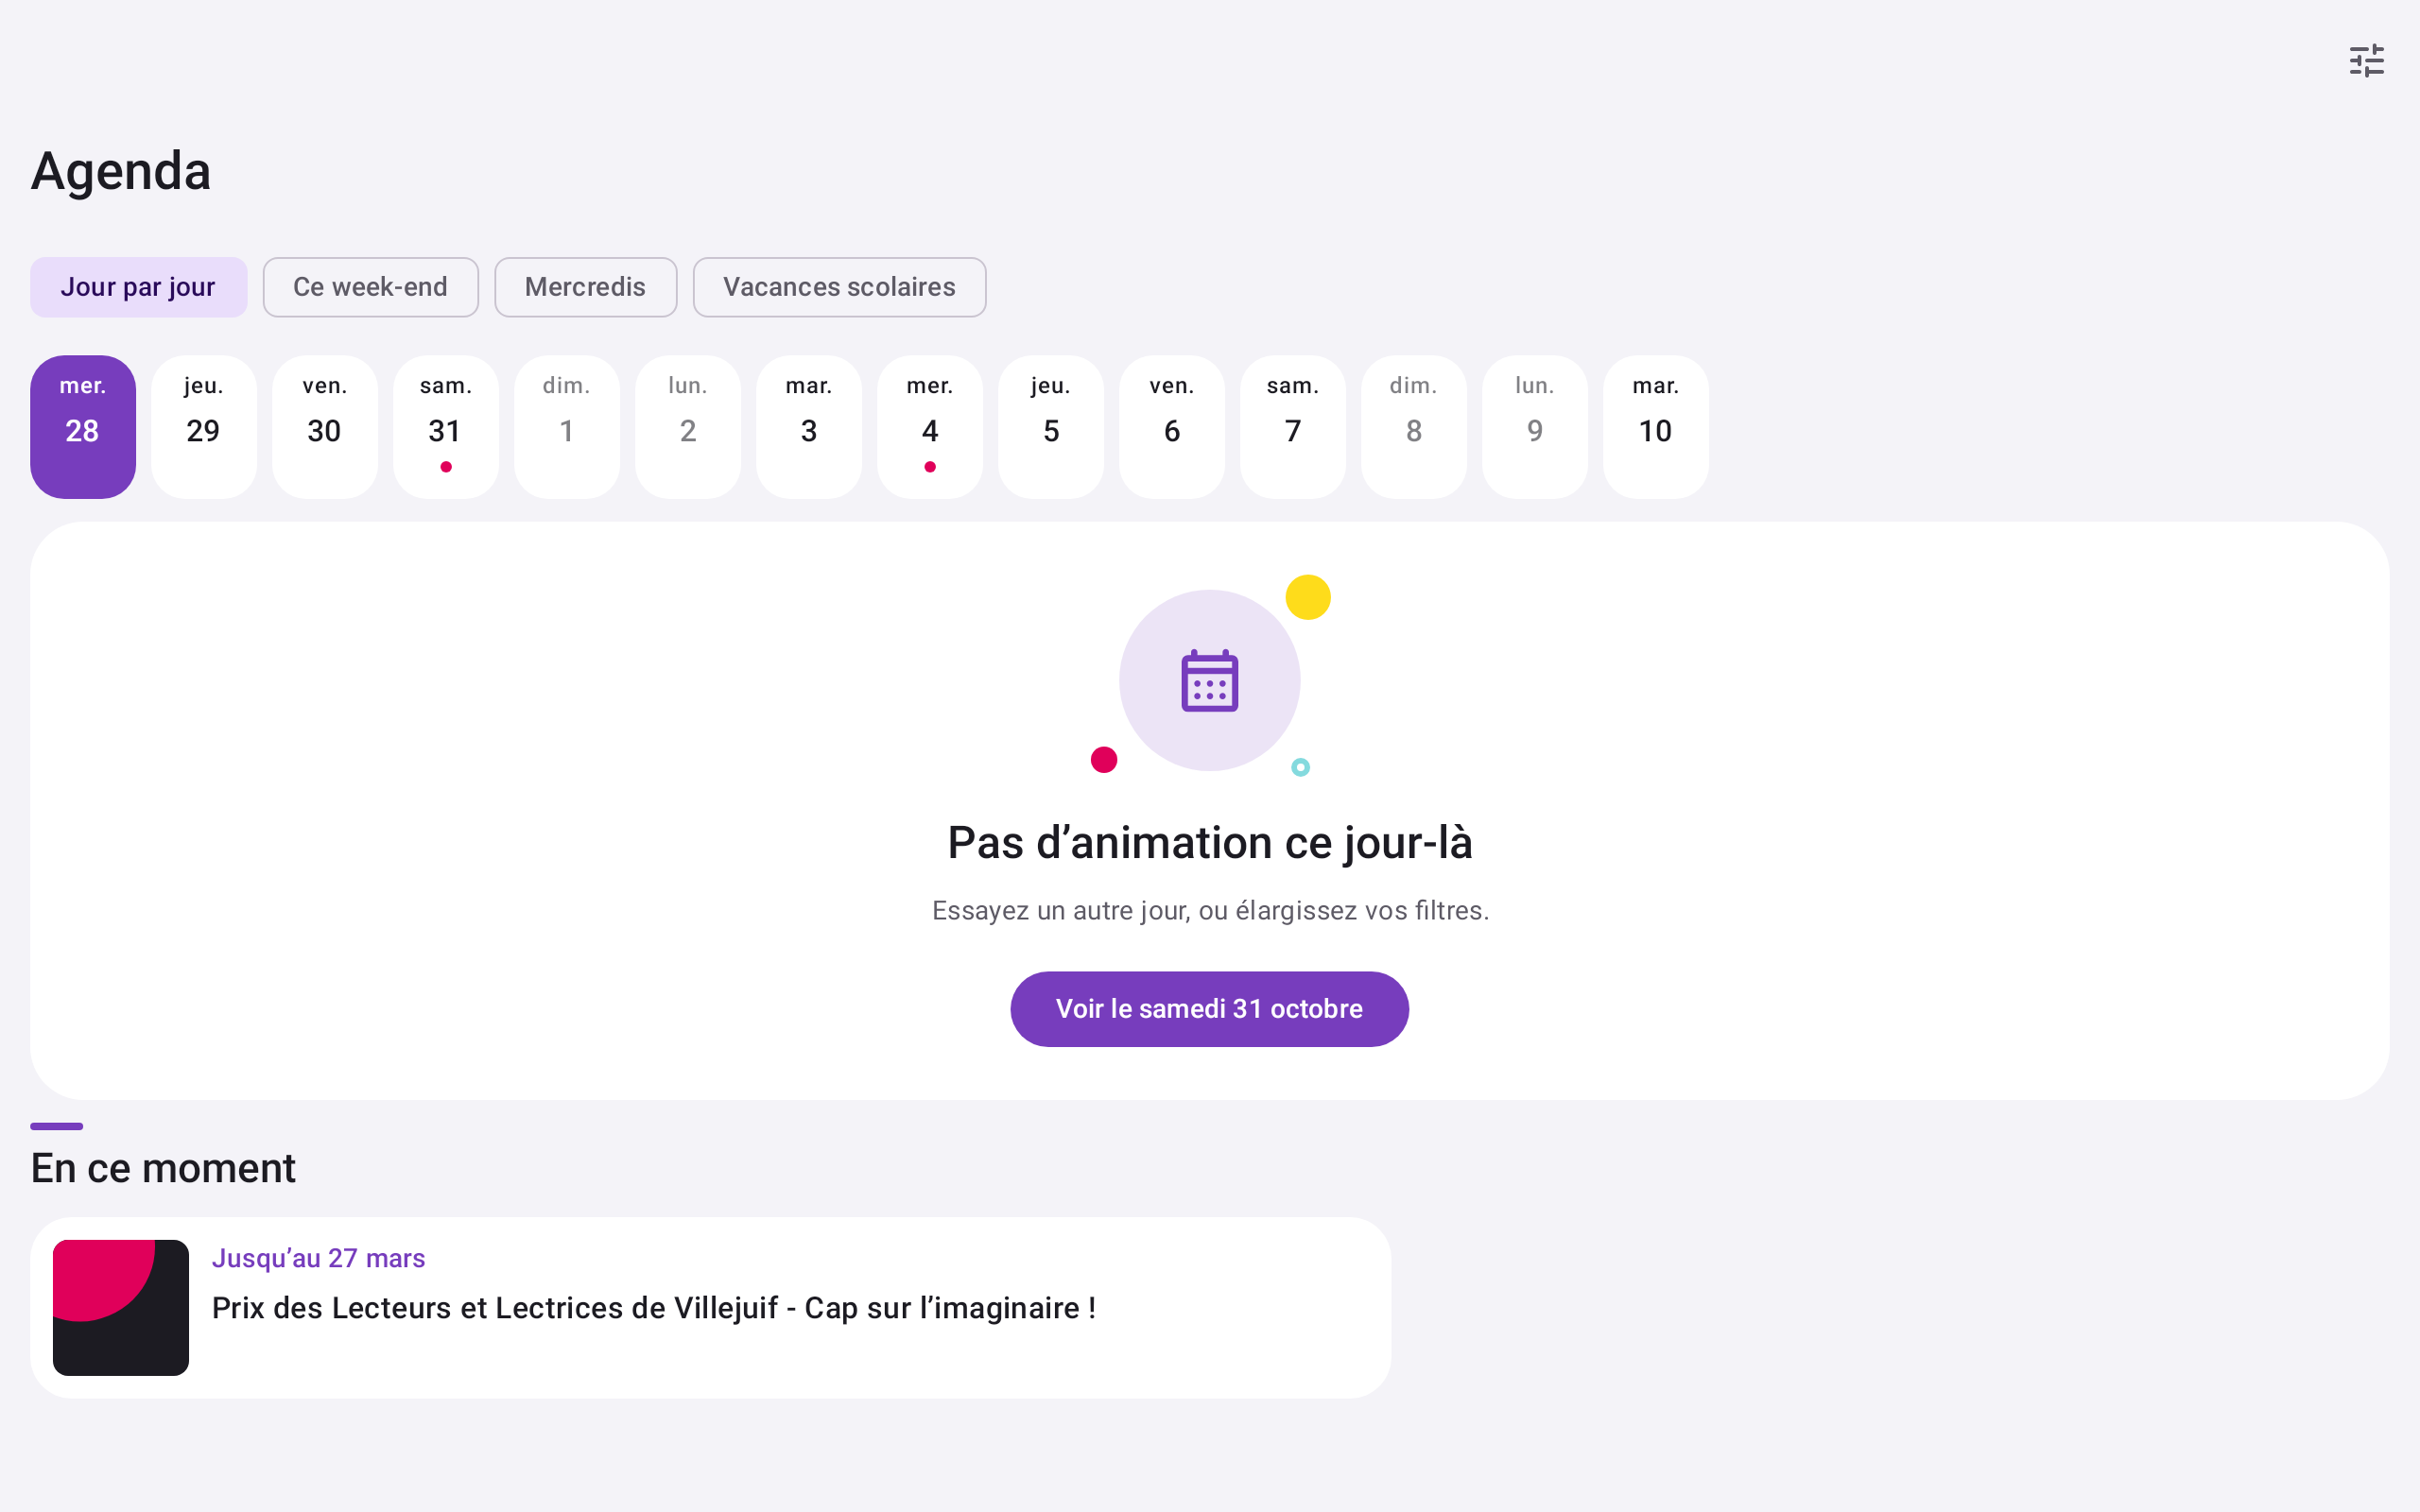 Agenda
Jour par jour
Ce week-end
Mercredis
Vacances scolaires
mer.
28
jeu.
29
ven.
30
sam.
31
dim.
1
lun.
2
mar.
3
mer.
4
jeu.
5
ven.
6
sam.
7
dim.
8
lun.
9
mar.
10
Pas d’animation ce jour-là
Essayez un autre jour, ou élargissez vos filtres.
Voir le samedi 31 octobre
En ce moment
Jusqu’au 27 mars
Prix des Lecteurs et Lectrices de Villejuif - Cap sur l’imaginaire !